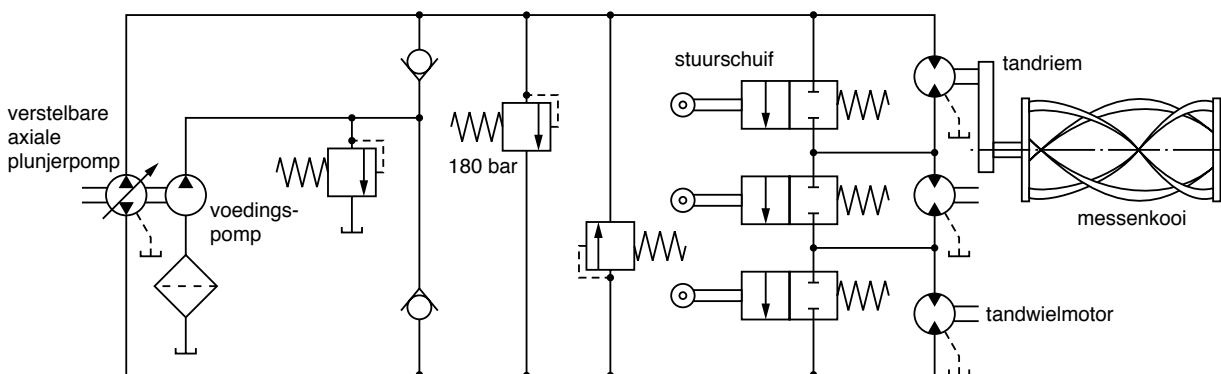 verstelbare
axiale
plunjerpomp
voedings-
pomp
180 bar
stuurschuif
tandriem
messenkooi
tandwielmotor